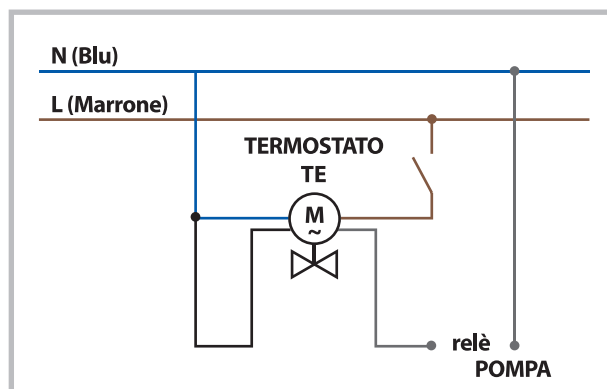 N (Blu)
L (Marrone)
TERMOSTATO
TE
M
~
relè
POMPA